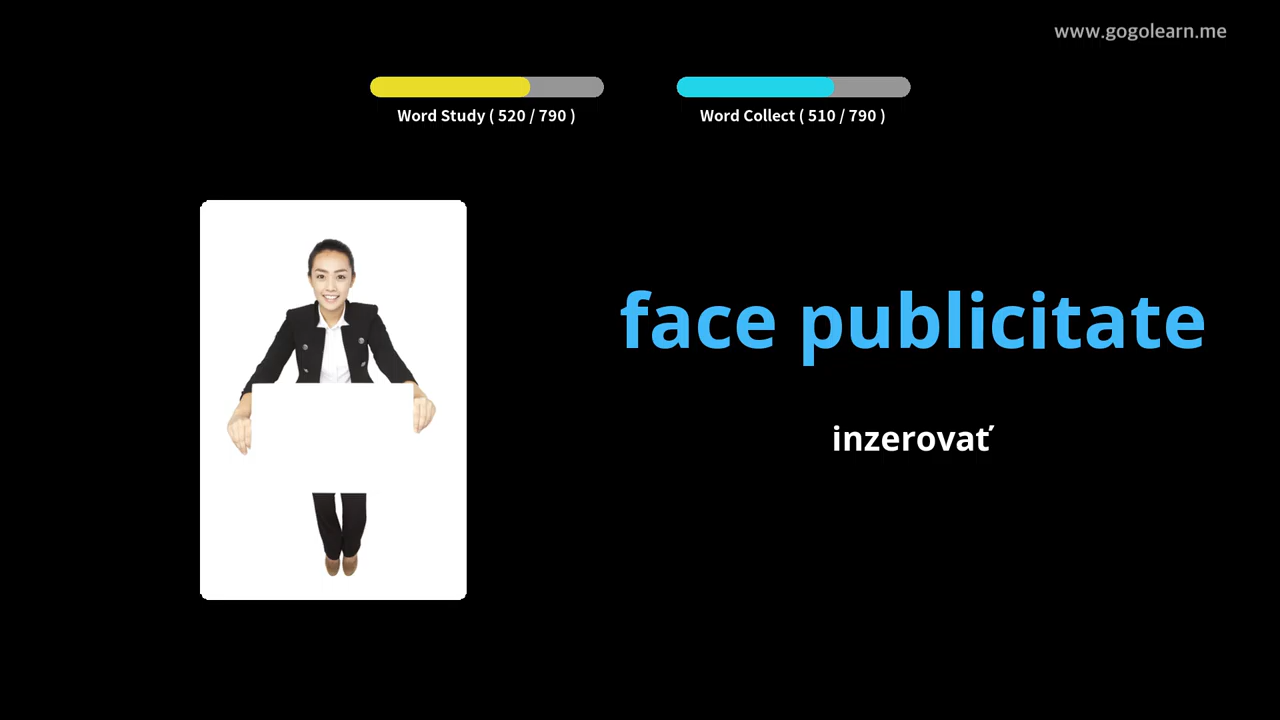 www.gogolearn.me
Word Study ( 520 / 790 )
Word Collect ( 510 / 790 )
face publicitate
inzerovať